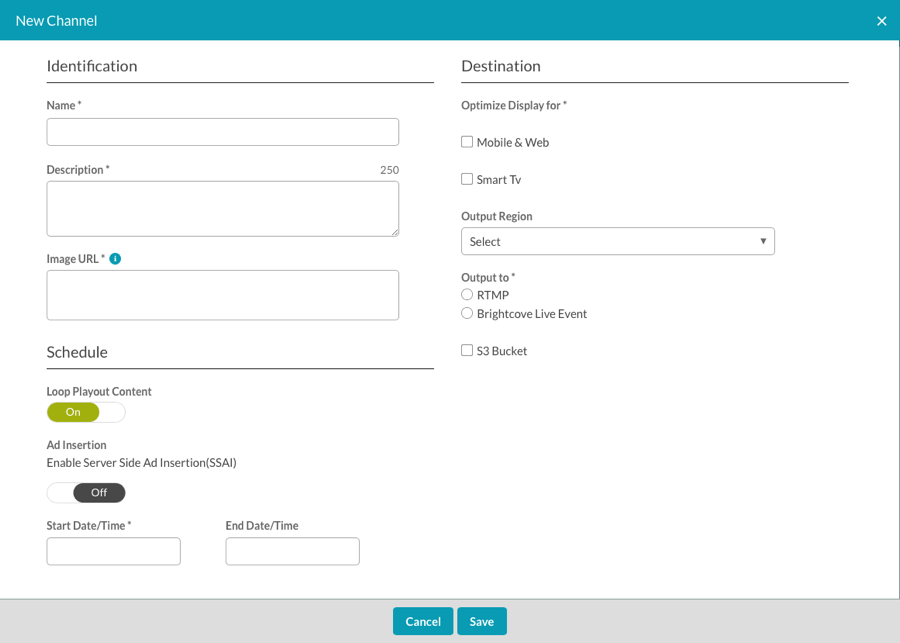 New Channel
Identification
Name *
Description * 250
Image URL *
Schedule
Loop Playout Content
On
Ad Insertion
Enable Server Side Ad Insertion(SSAI)
Off
Start Date/Time * End Date/Time
Destination
Optimize Display for *
Mobile & Web
Smart Tv
Output Region
Select
Output to *
RTMP
Brightcove Live Event
S3 Bucket
Cancel Save